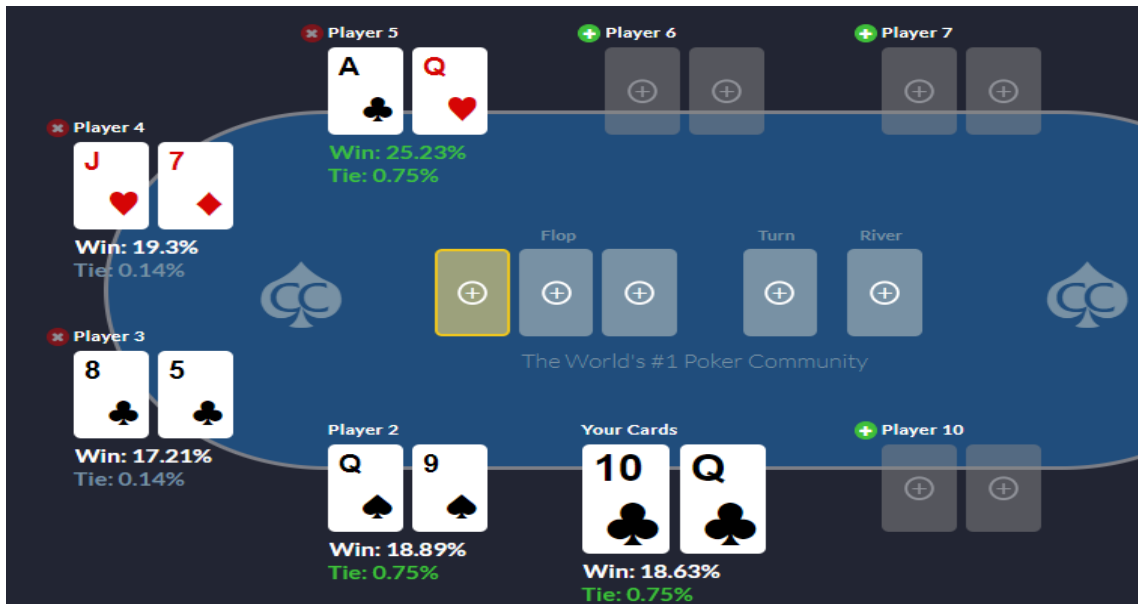 Player 5
Player 6
Player 7
A
Q
Win: 25.23%
Tie: 0.75%
Player 4
J
7
Win: 19.3%
Tie: 0.14%
Flop
Turn
River
CC
CC
The World's #1 Poker Community
Player 3
8
5
Win: 17.21%
Tie: 0.14%
Player 2
Q
9
Win: 18.89%
Tie: 0.75%
Your Cards
10
Q
Win: 18.63%
Tie: 0.75%
Player 10